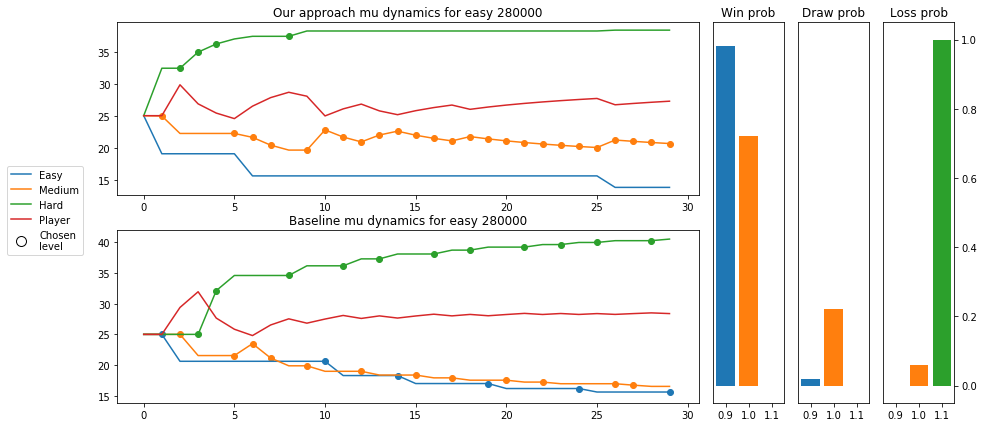 Our approach mu dynamics for easy 280000
35
30
25
20
15
0 5 10 15 20 25 30
Easy
Medium
Hard
Player
Chosen
level
Baseline mu dynamics for easy 280000
40
35
30
25
20
15
0 5 10 15 20 25 30
Win prob Draw prob Loss prob
1.0
0.8
0.6
0.4
0.2
0.0
0.9 1.0 1.1 0.9 1.0 1.1 0.9 1.0 1.1